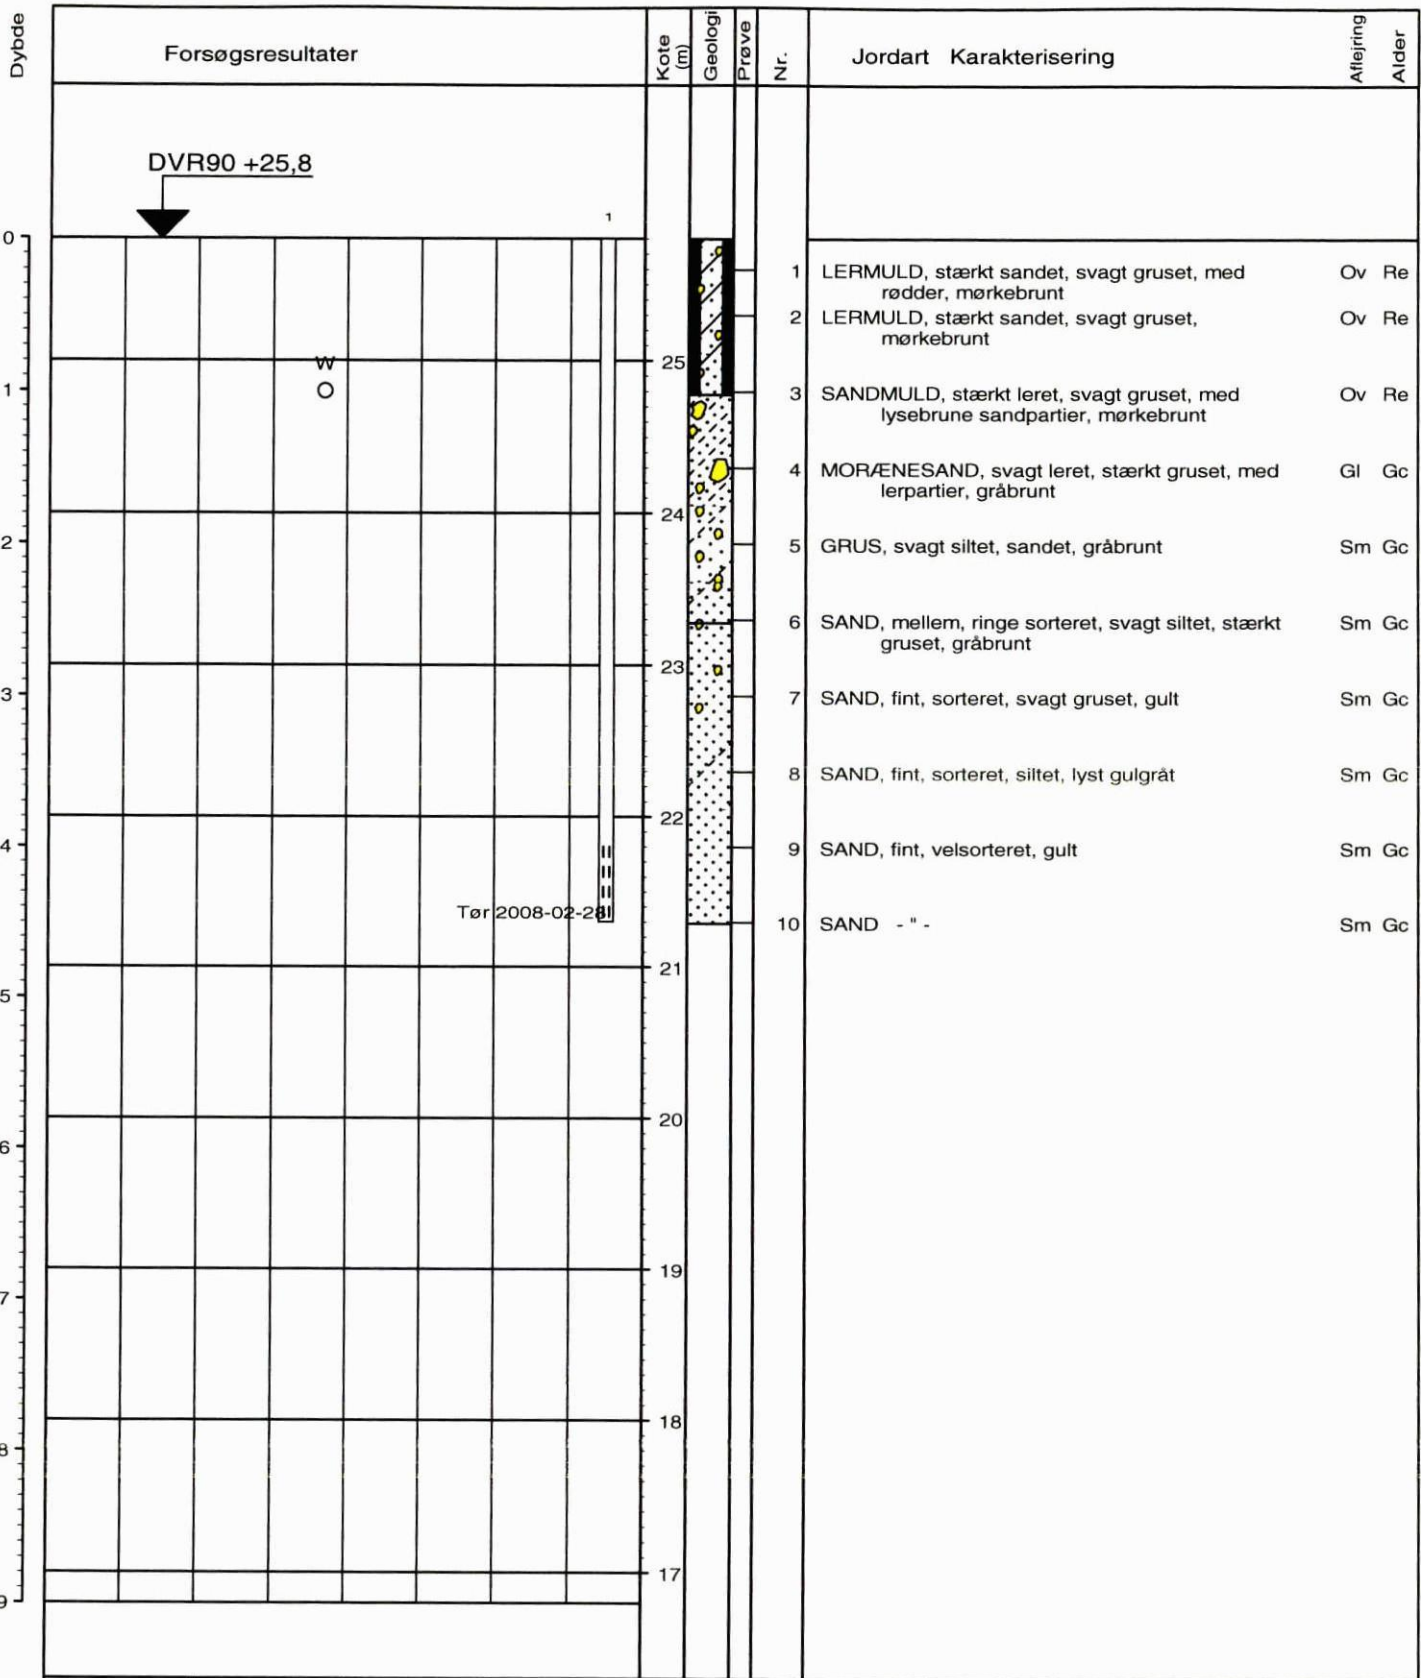 Dybde
Forsøgsresultater
Kote (m)
Geologi
Prøve
Nr.
Jordart Karakterisering
Aflejring
Alder
DVR90 +25,8
1
0
1 LERMULD, stærkt sandet, svagt gruset, med Ov Re
rødder, mørkebrunt
2 LERMULD, stærkt sandet, svagt gruset, Ov Re
mørkebrunt
W
25
1
3 SANDMULD, stærkt leret, svagt gruset, med Ov Re
lysebrune sandpartier, mørkebrunt
4 MORÆNESAND, svagt leret, stærkt gruset, med Gl Gc
lerpartier, gråbrunt
24
2
5 GRUS, svagt siltet, sandet, gråbrunt Sm Gc
6 SAND, mellem, ringe sorteret, svagt siltet, stærkt Sm Gc
gruset, gråbrunt
23
3
7 SAND, fint, sorteret, svagt gruset, gult Sm Gc
8 SAND, fint, sorteret, siltet, lyst gulgråt Sm Gc
22
4
9 SAND, fint, velsorteret, gult Sm Gc
Tør 2008-02-28
10 SAND - " - Sm Gc
21
5
20
6
19
7
18
8
17
9